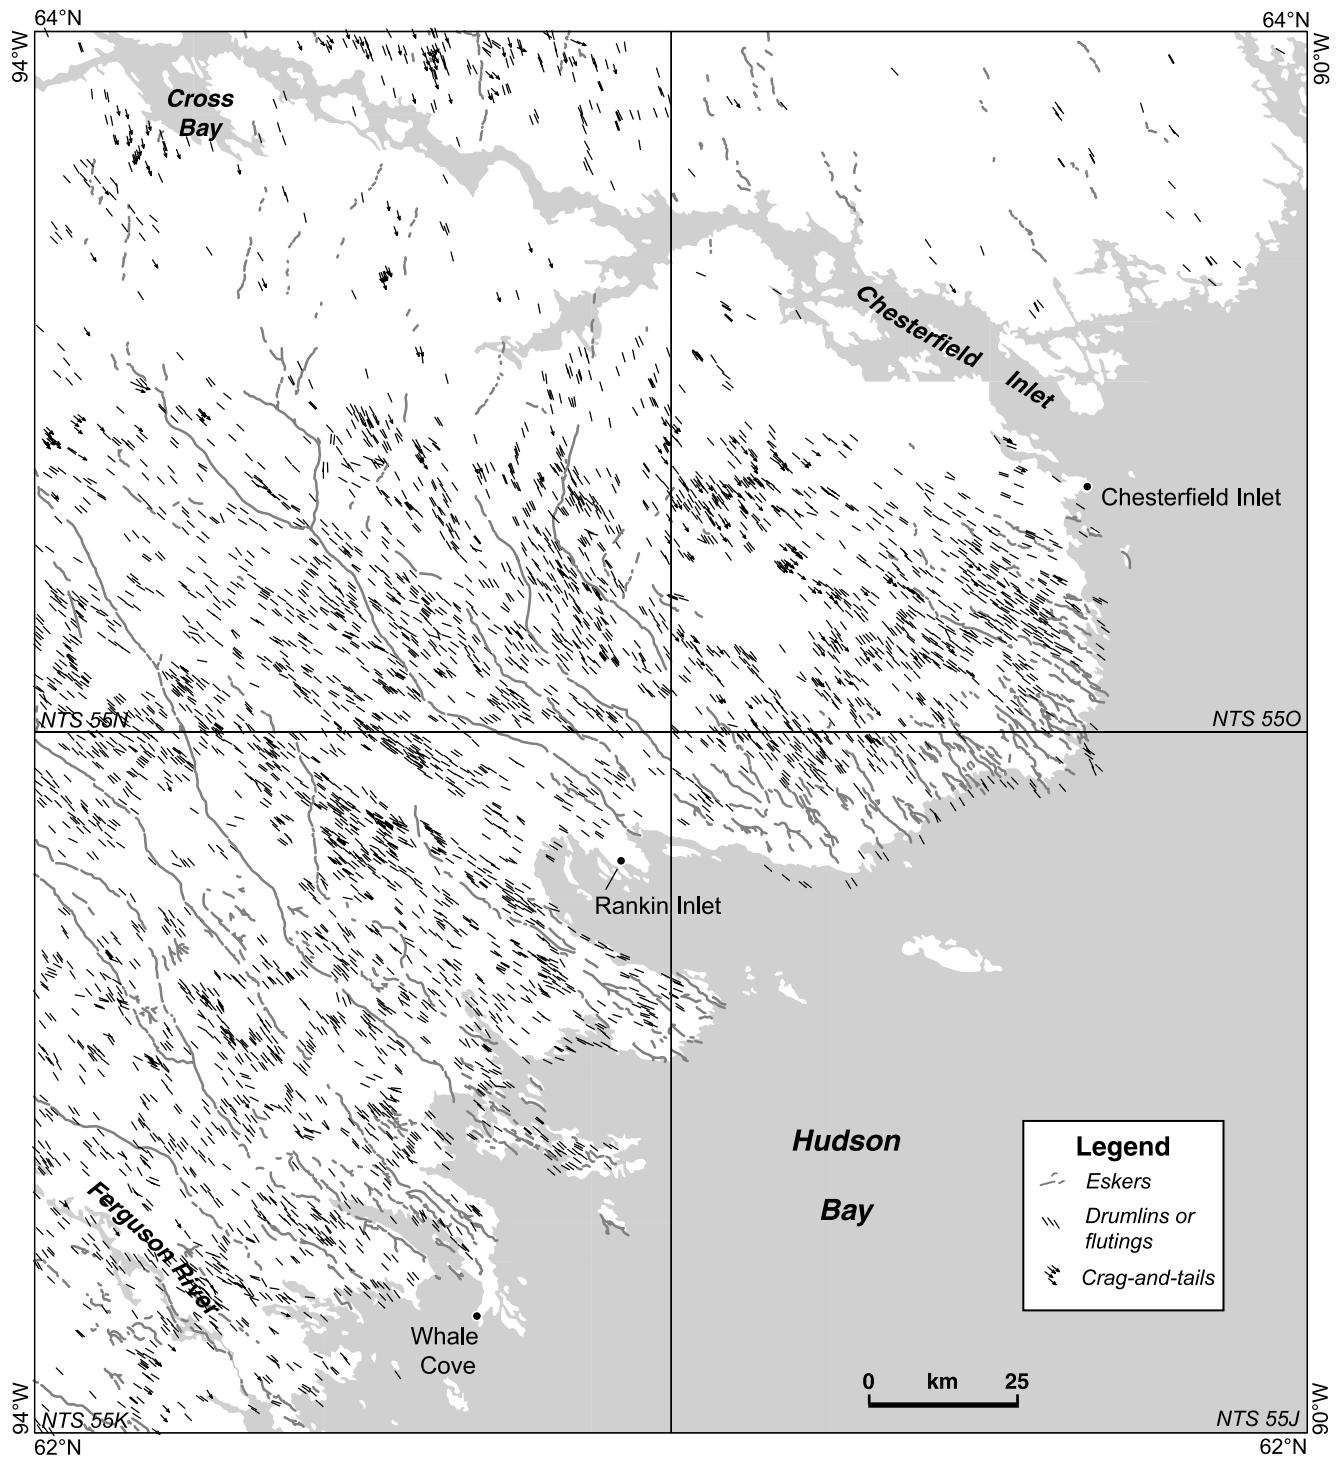 64°N
64°N
94°W
90°W
Cross
Bay
Chesterfield
Inlet
Chesterfield Inlet
NTS 55N
NTS 55O
Rankin Inlet
Hudson
Bay
Ferguson River
Legend
Eskers
Drumlins or
flutings
Crag-and-tails
Whale
Cove
0 km 25
94°W
90°W
NTS 55K
NTS 55J
62°N
62°N